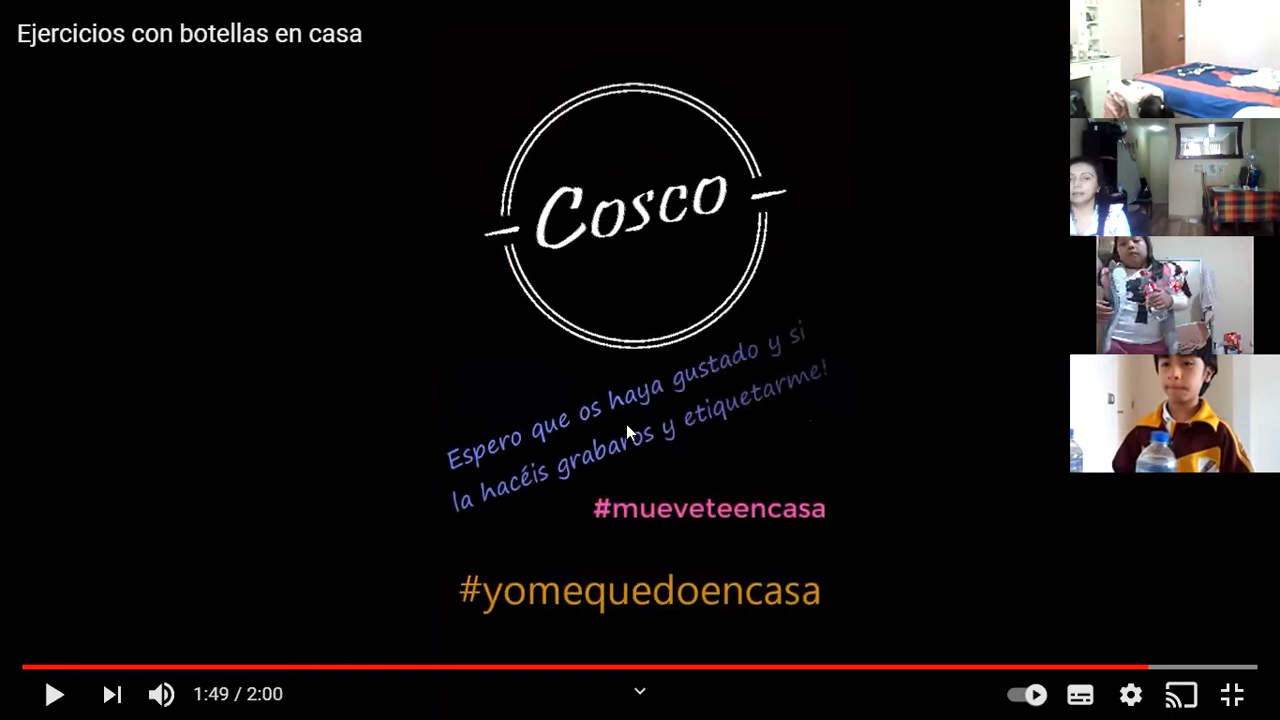 Ejercicios con botellas en casa
Cosco
Espero que os haya gustado y si
la hacéis grabaros y etiquetarme!
#mueveteencasa
#yomequedoencasa
1:49 / 2:00